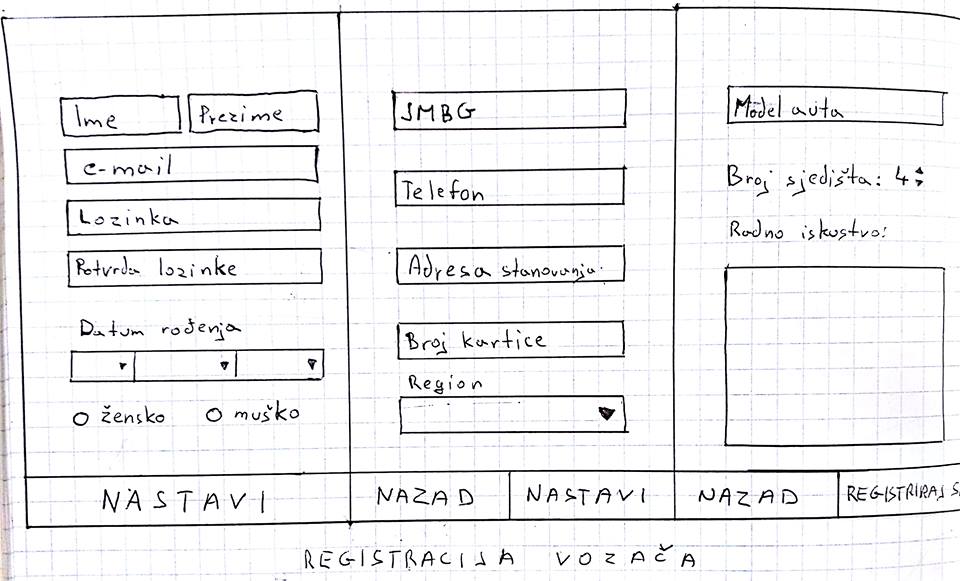 Ime Prezime
e-mail
Lozinka
Potvrda lozinke
Datum rođenja
žensko muško
NASTAVI
JMBG
Telefon
Adresa stanovanja
Broj kartice
Region
NAZAD NASTAVI
Model auta
Broj sjedišta: 4
Radno iskustvo:
NAZAD REGISTRIRAJ S
REGISTRACIJA VOZAČA